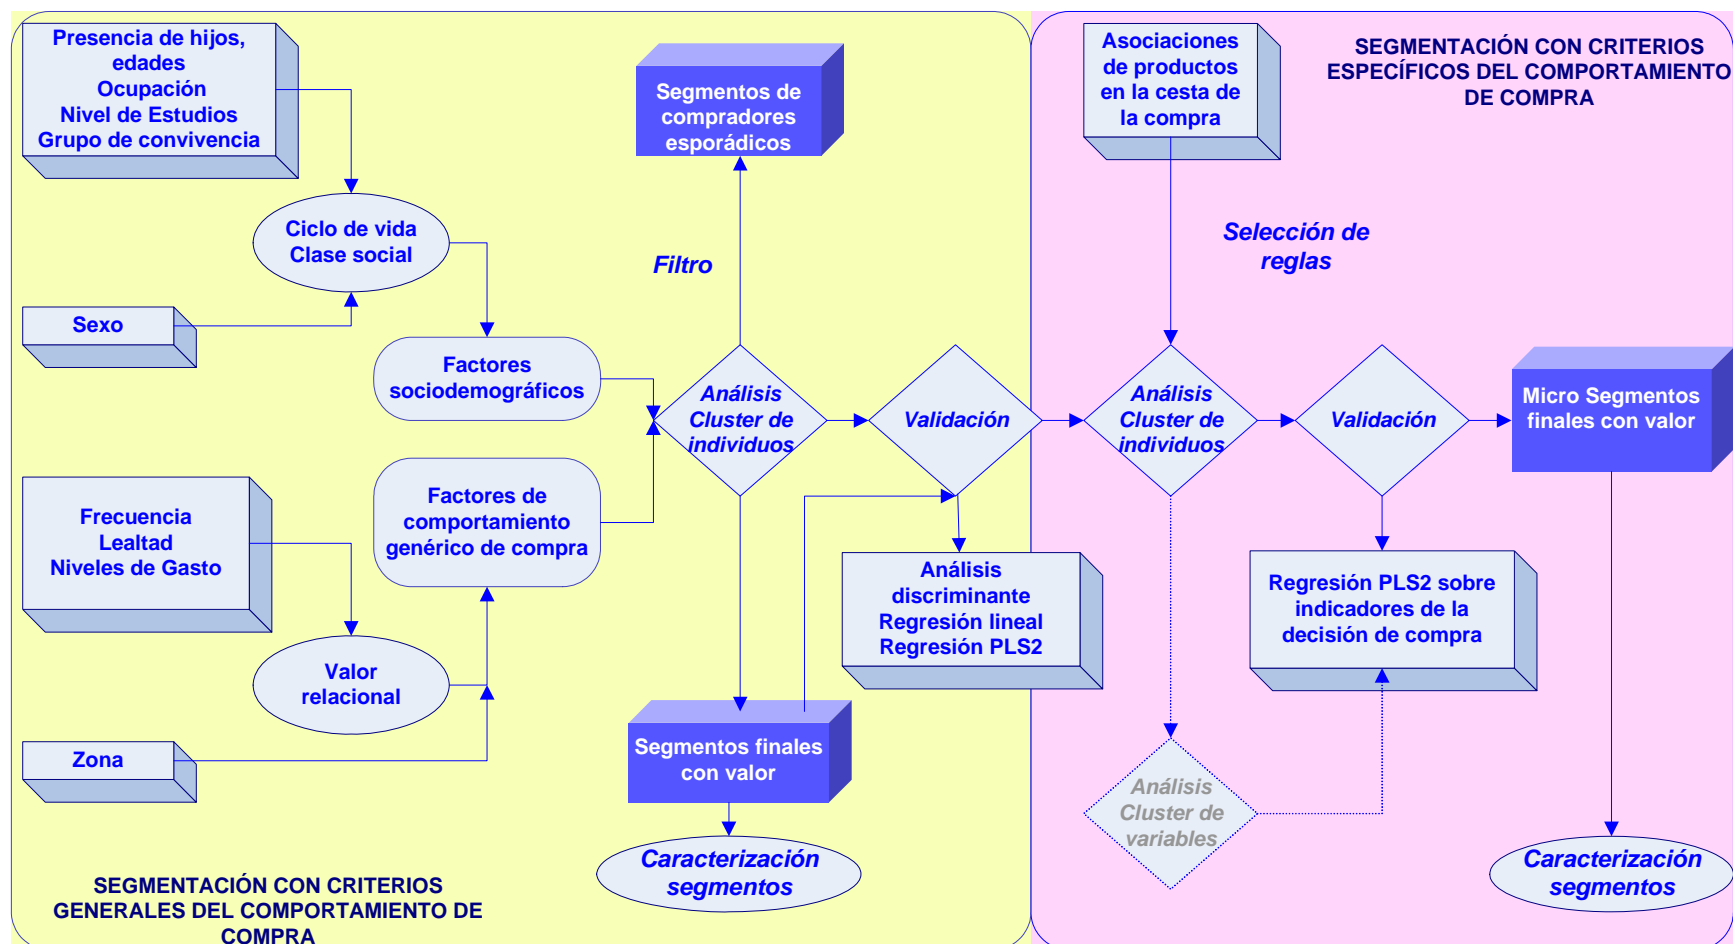 Presencia de hijos,
edades
Ocupación
Nivel de Estudios
Grupo de convivencia
Ciclo de vida
Clase social
Sexo
Factores
sociodemográficos
Frecuencia
Lealtad
Niveles de Gasto
Factores de
comportamiento
genérico de compra
Valor
relacional
Zona
SEGMENTACIÓN CON CRITERIOS
GENERALES DEL COMPORTAMIENTO DE
COMPRA
Segmentos de
compradores
esporádicos
Filtro
Análisis
Cluster de
individuos
Validación
Análisis
discriminante
Regresión lineal
Regresión PLS2
Segmentos finales
con valor
Caracterización
segmentos
Asociaciones
de productos
en la cesta de
la compra
SEGMENTACIÓN CON CRITERIOS
ESPECÍFICOS DEL COMPORTAMIENTO
DE COMPRA
Selección de
reglas
Análisis
Cluster de
individuos
Validación
Micro Segmentos
finales con valor
Regresión PLS2 sobre
indicadores de la
decisión de compra
Análisis
Cluster de
variables
Caracterización
segmentos